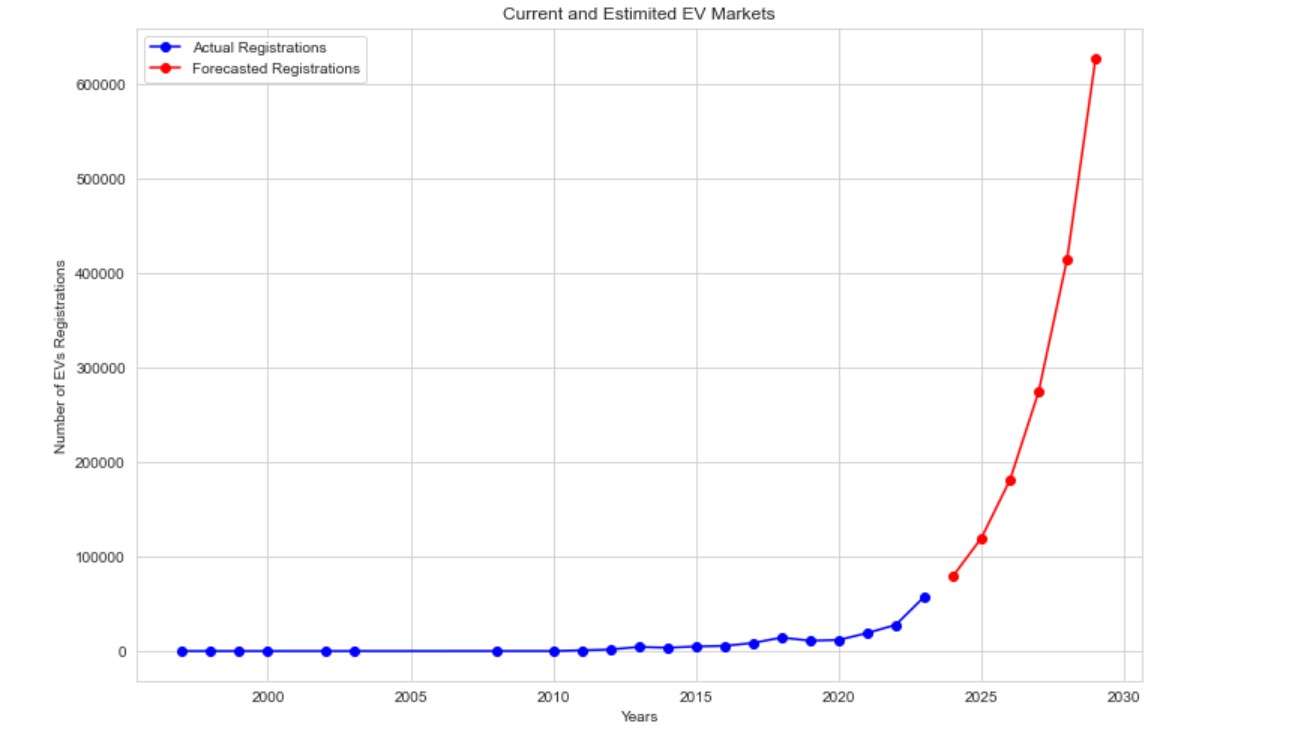 Current and Estimited EV Markets
Actual Registrations
Forecasted Registrations
600000
500000
400000
300000
200000
100000
0
Number of EVs Registrations
2000 2005 2010 2015 2020 2025 2030
Years